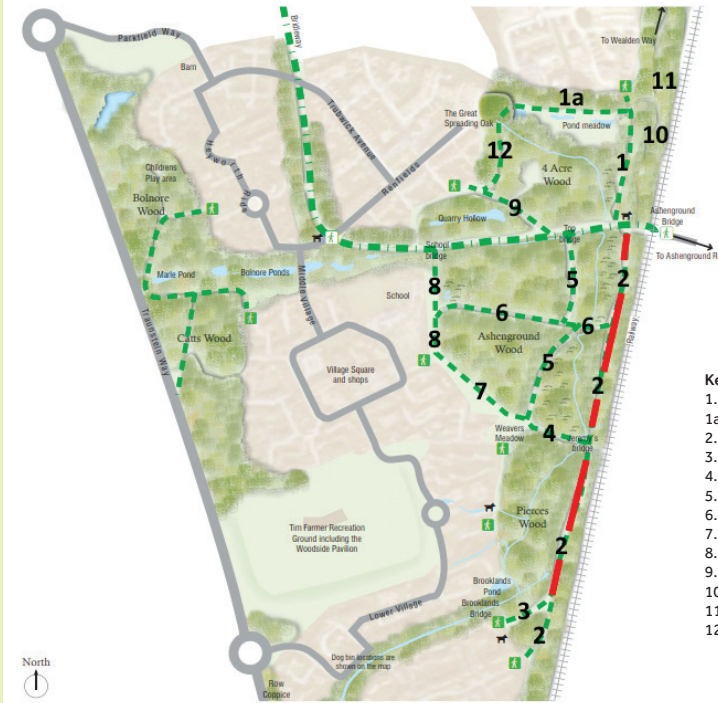 Bridleway
To Wealden Way
Parkfield Way
Barn
11
1a
Trubwick Avenue
The Great
Spreading Oak
Pond meadow
10
12
4 Acre
Wood
1
Childrens
Play area
Renfields
Bolnore
Wood
9
Quarry Hollow
Ashenground
Bridge
Top
bridge
School
bridge
To Ashenground R
Marle Pond
Bolnore Ponds
Middle Village
School
8
5
2
6
6
Railway
Traunstein Way
Catts Wood
8
Ashenground
Wood
5
Village Square
and shops
7
2
Weavers
Meadow
4
bridge
Pierces
Wood
Tim Farmer Recreation
Ground including the
Woodside Pavilion
2
Brooklands
Pond
Brooklands
Bridge
3
2
Lower Village
Dog bin locations are
shown on the map
Row
Coppice
North
Ke
1.
1a
2.
3.
4.
5.
6.
7.
8.
9.
10
11
12